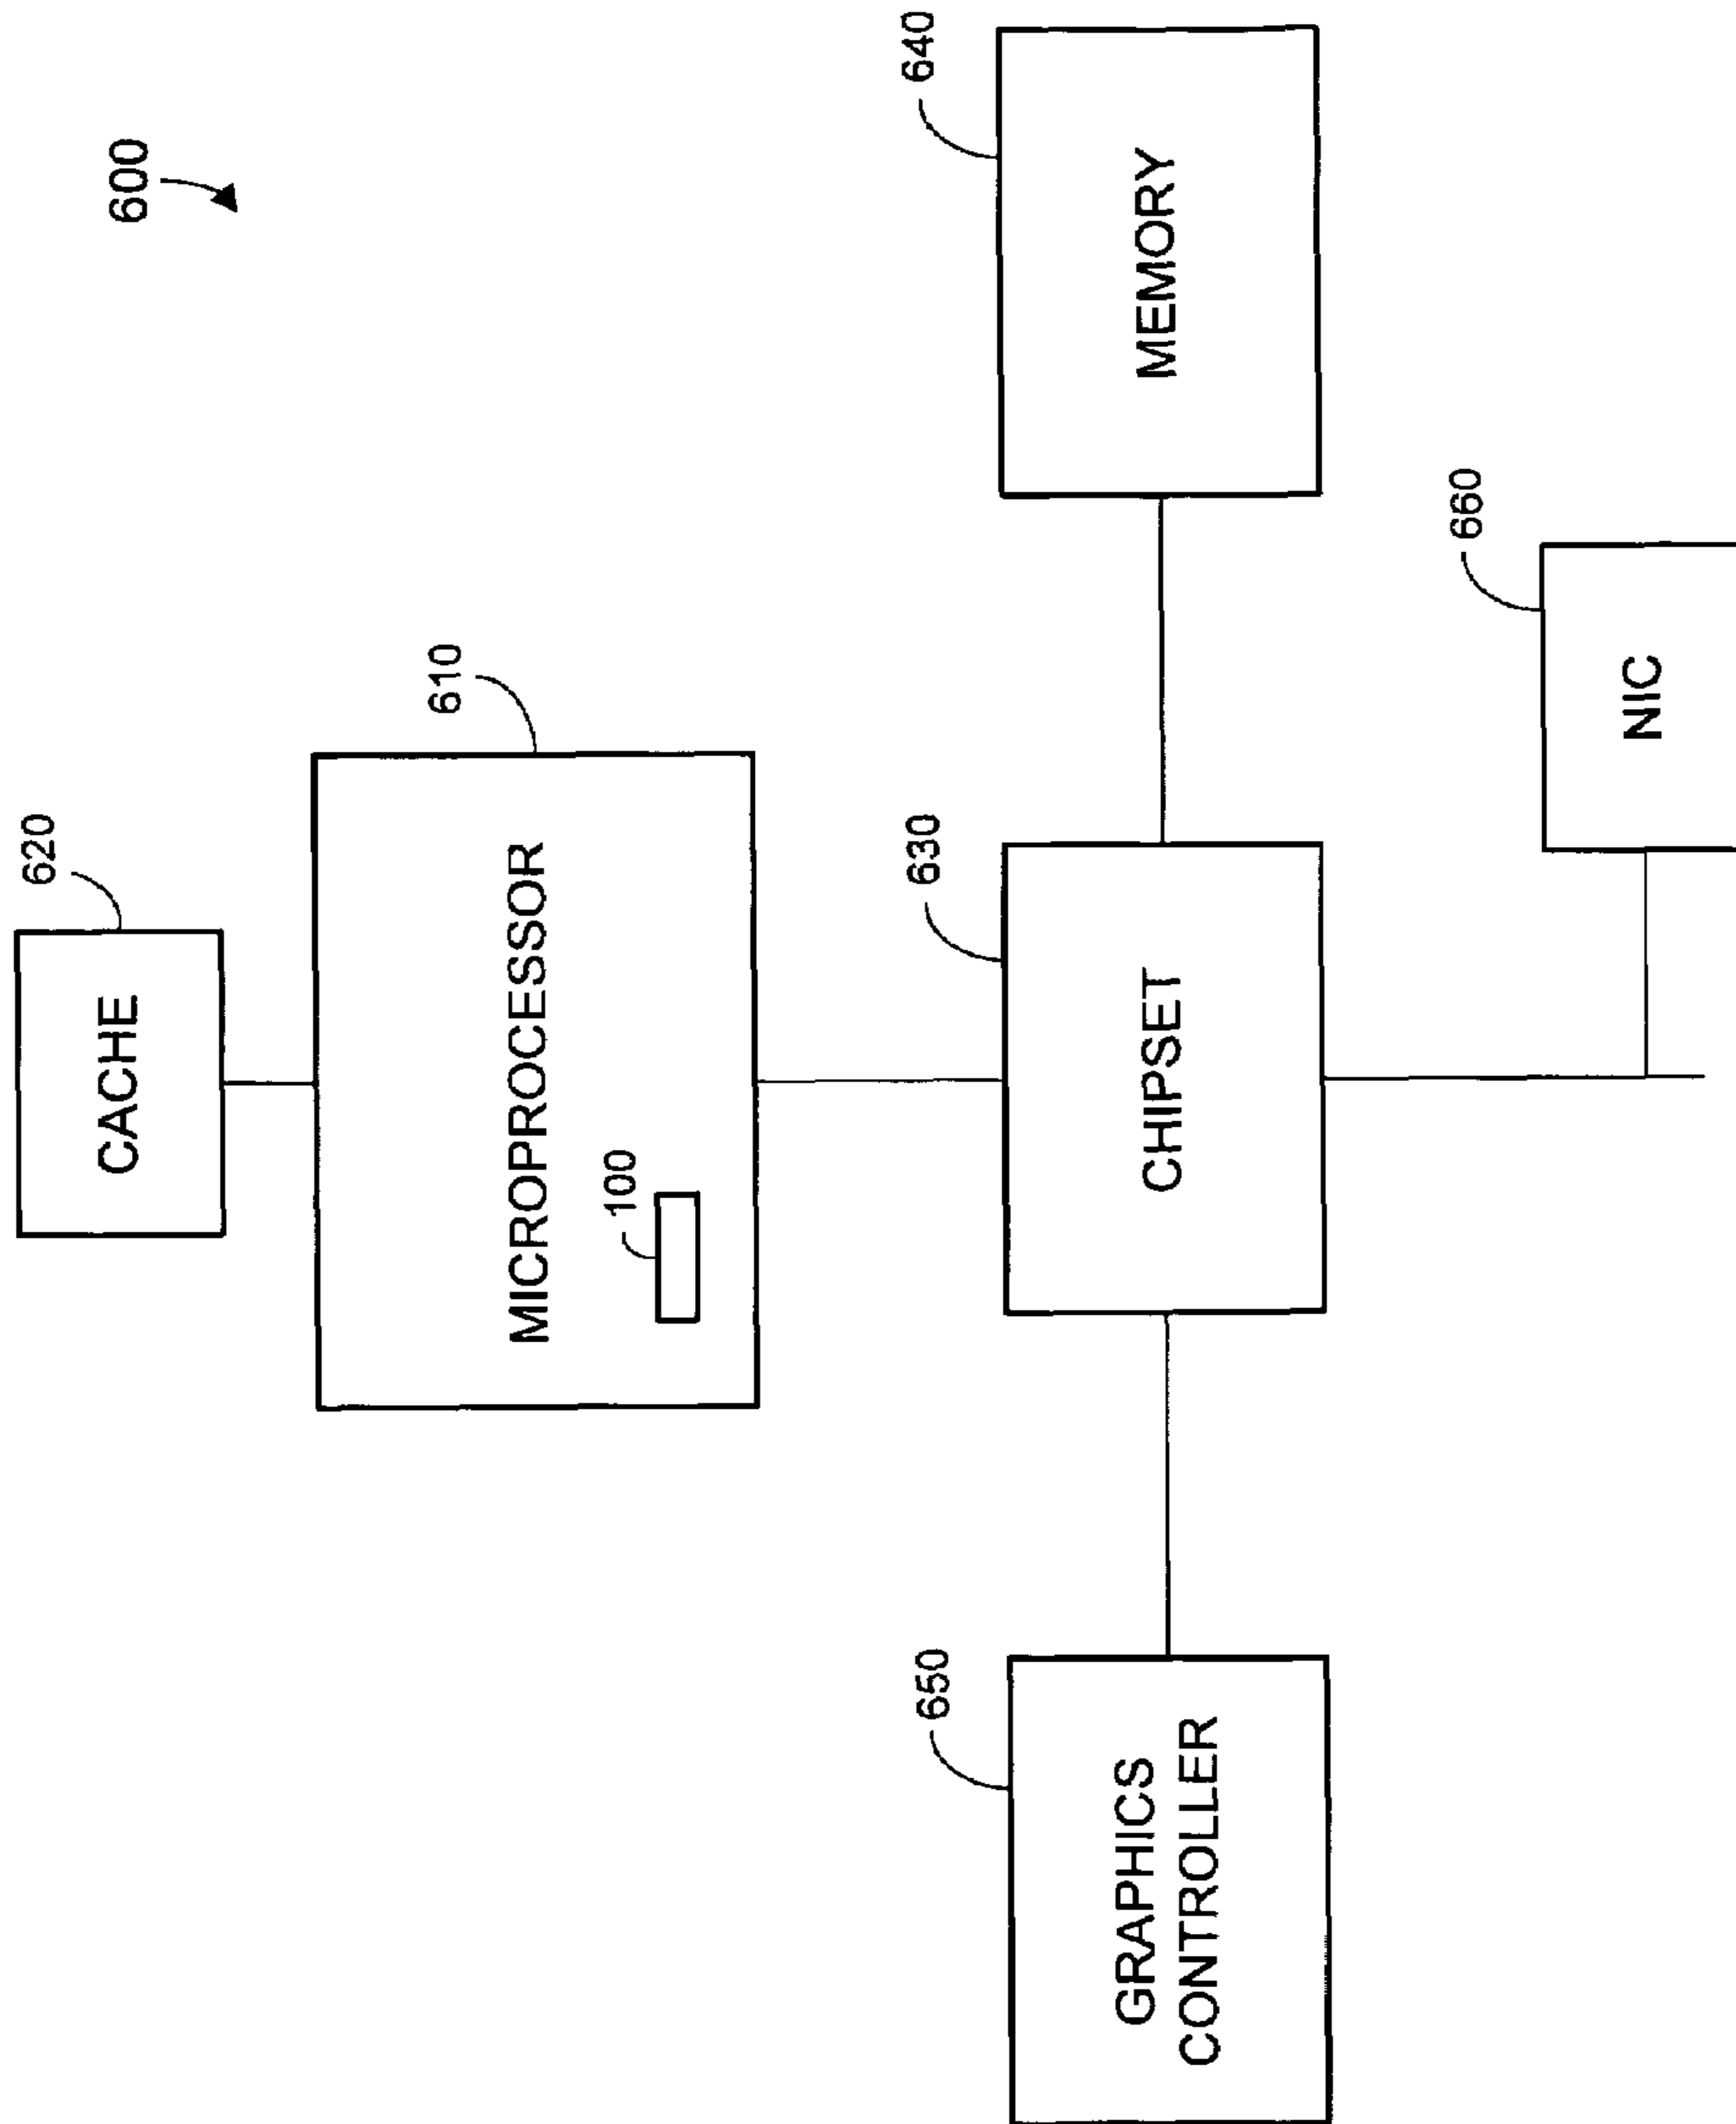 600
620
CACHE
610
MICROPROCESSOR
100
630
CHIPSET
640
MEMORY
650
GRAPHICS
CONTROLLER
660
NIC